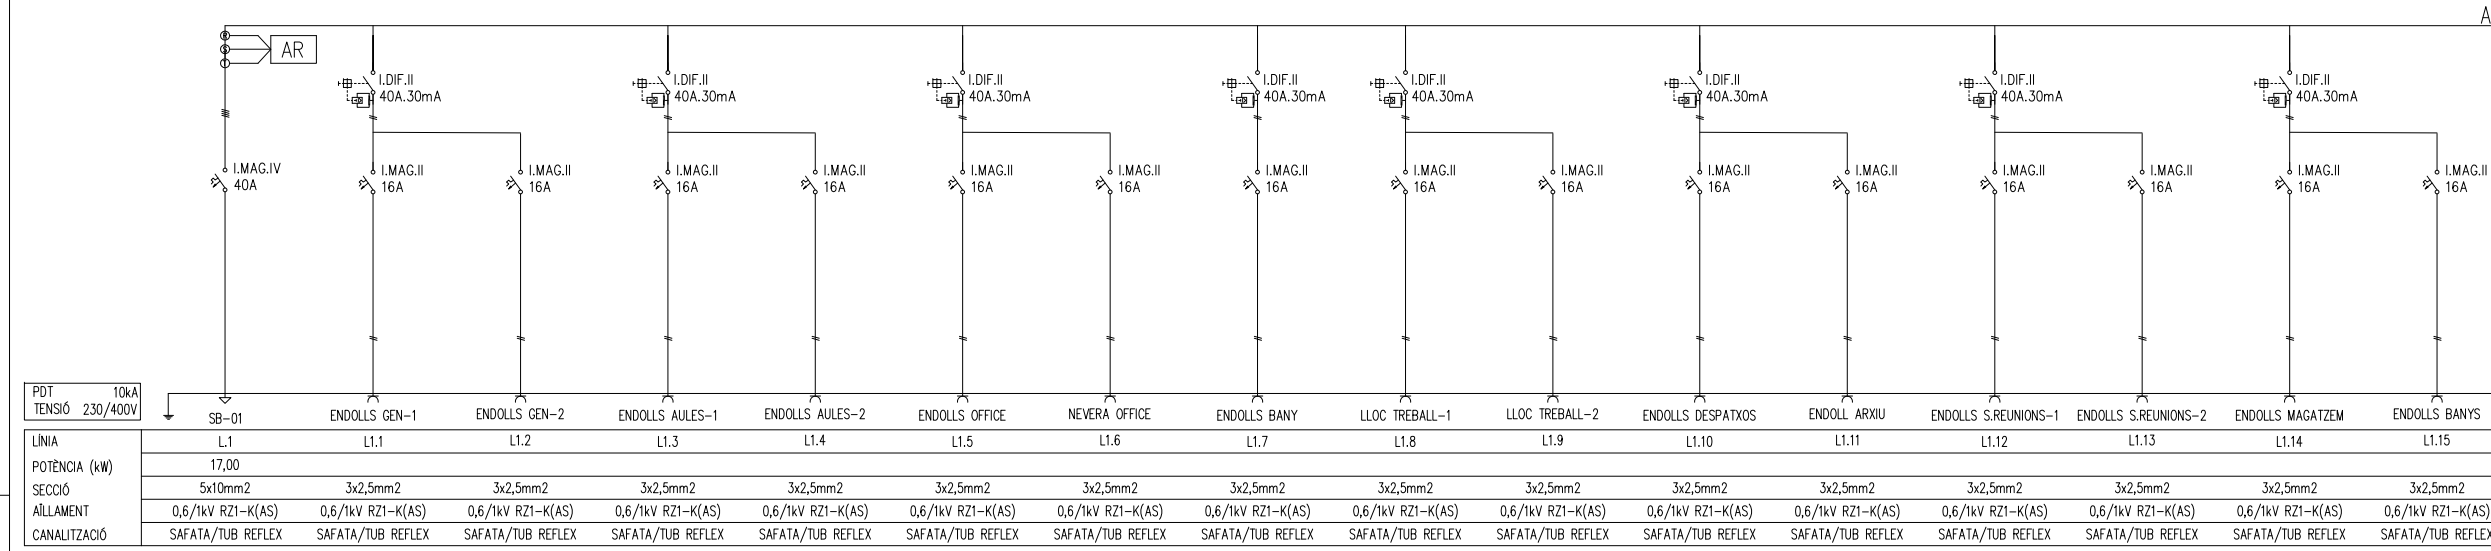 A
R
S
AR
I.DIF.II
40A.30mA
I.DIF.II
40A.30mA
I.DIF.II
40A.30mA
I.DIF.II
40A.30mA
I.DIF.II
40A.30mA
I.DIF.II
40A.30mA
I.DIF.II
40A.30mA
I.DIF.II
40A.30mA
I.MAG.IV
40A
I.MAG.II
16A
I.MAG.II
16A
I.MAG.II
16A
I.MAG.II
16A
I.MAG.II
16A
I.MAG.II
16A
I.MAG.II
16A
I.MAG.II
16A
I.MAG.II
16A
I.MAG.II
16A
I.MAG.II
16A
I.MAG.II
16A
I.MAG.II
16A
I.MAG.II
16A
I.MAG.II
16A
PDT 10kA
TENSIÓ 230/400V
SB-01 ENDOLLS GEN-1 ENDOLLS GEN-2 ENDOLLS AULES-1 ENDOLLS AULES-2 ENDOLLS OFFICE NEVERA OFFICE ENDOLLS BANY LLOC TREBALL-1 LLOC TREBALL-2 ENDOLLS DESPATXOS ENDOLL ARXIU ENDOLLS S.REUNIONS-1 ENDOLLS S.REUNIONS-2 ENDOLLS MAGATZEM ENDOLLS BANYS
LÍNIA L.1 L1.1 L1.2 L1.3 L1.4 L1.5 L1.6 L1.7 L1.8 L1.9 L1.10 L1.11 L1.12 L1.13 L1.14 L1.15
POTÈNCIA (kW) 17,00
SECCIÓ 5x10mm2 3x2,5mm2 3x2,5mm2 3x2,5mm2 3x2,5mm2 3x2,5mm2 3x2,5mm2 3x2,5mm2 3x2,5mm2 3x2,5mm2 3x2,5mm2 3x2,5mm2 3x2,5mm2 3x2,5mm2 3x2,5mm2 3x2,5mm2
AÏLLAMENT 0,6/1kV RZ1-K(AS) 0,6/1kV RZ1-K(AS) 0,6/1kV RZ1-K(AS) 0,6/1kV RZ1-K(AS) 0,6/1kV RZ1-K(AS) 0,6/1kV RZ1-K(AS) 0,6/1kV RZ1-K(AS) 0,6/1kV RZ1-K(AS) 0,6/1kV RZ1-K(AS) 0,6/1kV RZ1-K(AS) 0,6/1kV RZ1-K(AS) 0,6/1kV RZ1-K(AS) 0,6/1kV RZ1-K(AS) 0,6/1kV RZ1-K(AS) 0,6/1kV RZ1-K(AS) 0,6/1kV RZ1-K(AS)
CANALITZACIÓ SAFATA/TUB REFLEX SAFATA/TUB REFLEX SAFATA/TUB REFLEX SAFATA/TUB REFLEX SAFATA/TUB REFLEX SAFATA/TUB REFLEX SAFATA/TUB REFLEX SAFATA/TUB REFLEX SAFATA/TUB REFLEX SAFATA/TUB REFLEX SAFATA/TUB REFLEX SAFATA/TUB REFLEX SAFATA/TUB REFLEX SAFATA/TUB REFLEX SAFATA/TUB REFLEX SAFATA/TUB REFLEX